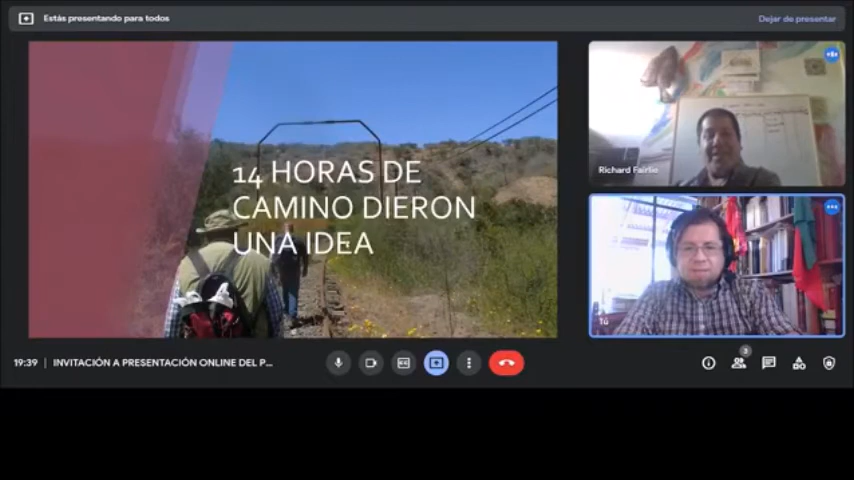 Estás presentando para todos
Dejar de presentar
14 HORAS DE
CAMINO DIERON
UNA IDEA
Richard Fairlie
Tú
19:39 | INVITACIÓN A PRESENTACIÓN ONLINE DEL P...
3